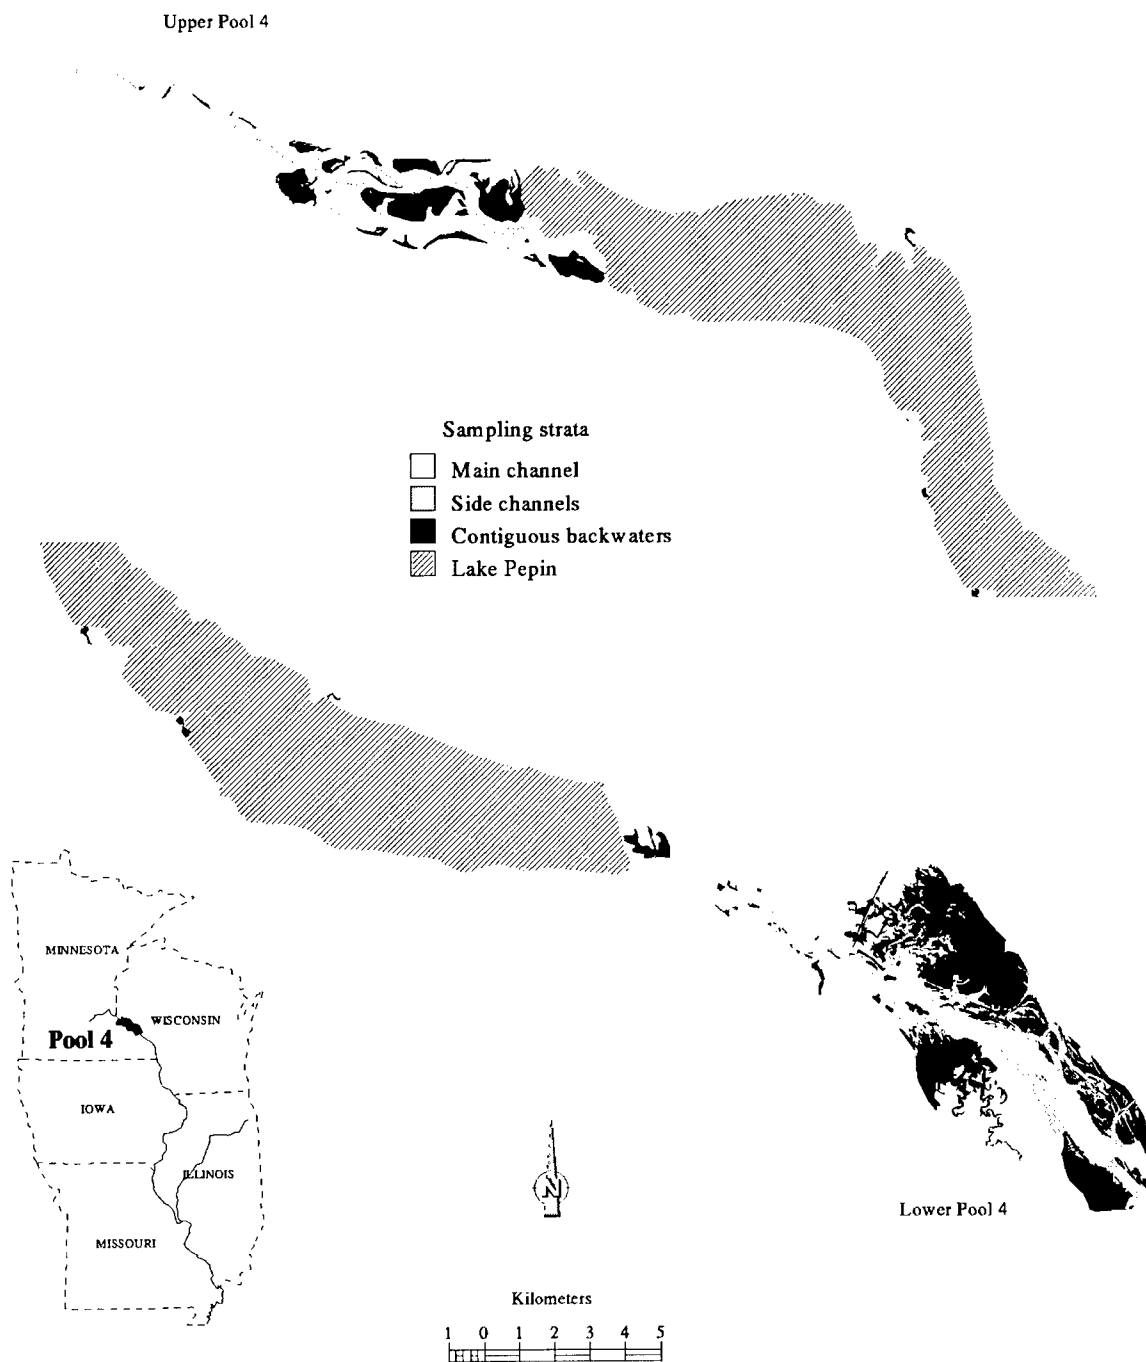 Upper Pool 4
Sampling strata
Main channel
Side channels
Contiguous backwaters
Lake Pepin
MINNESOTA
WISCONSIN
Pool 4
IOWA
ILLINOIS
MISSOURI
N
Lower Pool 4
Kilometers
1 0 1 2 3 4 5